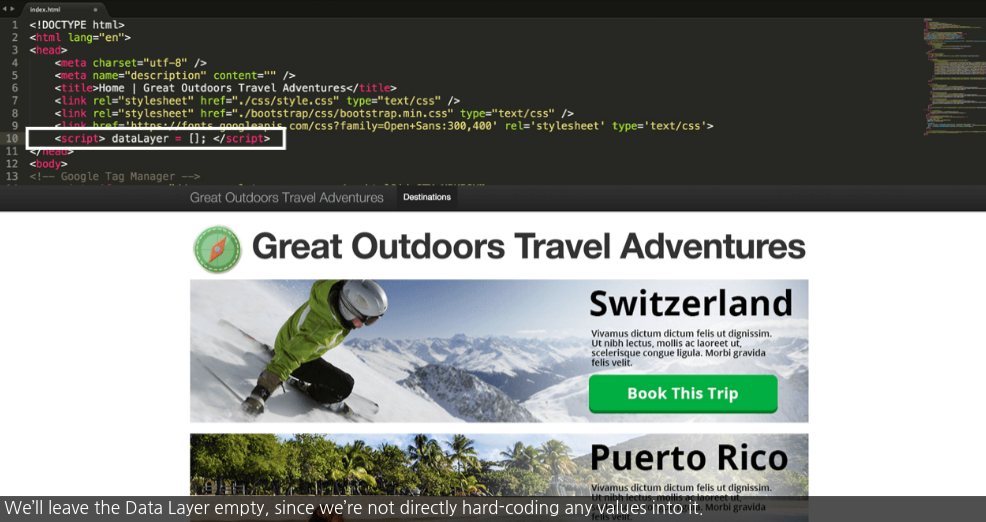 index.html
1 <!DOCTYPE html>
2 <html lang="en">
3 <head>
4 <meta charset="utf-8" />
5 <meta name="description" content="" />
6 <title>Home | Great Outdoors Travel Adventures</title>
7 <link rel="stylesheet" href="./css/style.css" type="text/css" />
8 <link rel="stylesheet" href="./bootstrap/css/bootstrap.min.css" type="text/css" />
9 <link href='https://fonts.googleapis.com/css?family=Open+Sans:300,400' rel='stylesheet' type='text/css'>
10 <script> dataLayer = []; </script>
11 </head>
12 <body>
13 <!-- Google Tag Manager -->
Great Outdoors Travel Adventures Destinations
Great Outdoors Travel Adventures
Switzerland
Vivamus dictum dictum felis ut dignissim.
Ut nibh lectus, mollis ac laoreet ut,
scelerisque congue ligula. Morbi gravida
felis velit.
Book This Trip
Puerto Rico
Vivamus dictum dictum felis ut dignissim.
We'll leave the Data Layer empty, since we're not directly hard-coding any values into it.